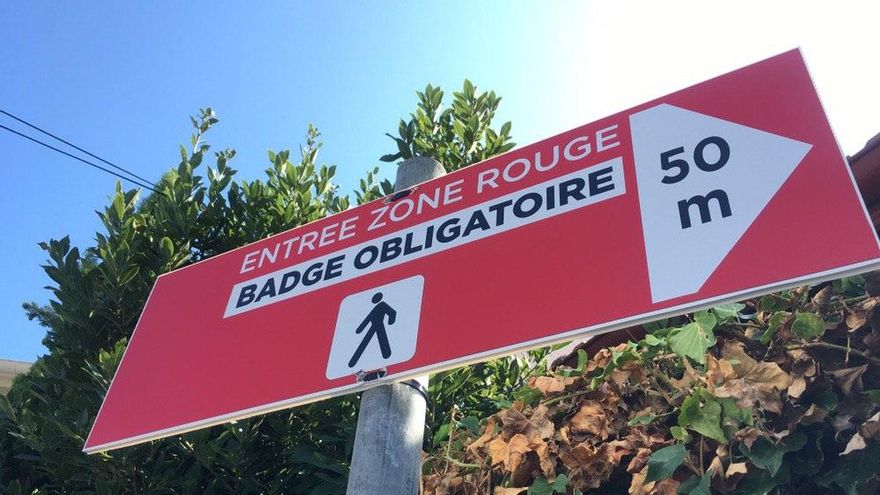 ENTREE ZONE ROUGE
BADGE OBLIGATOIRE
50
m